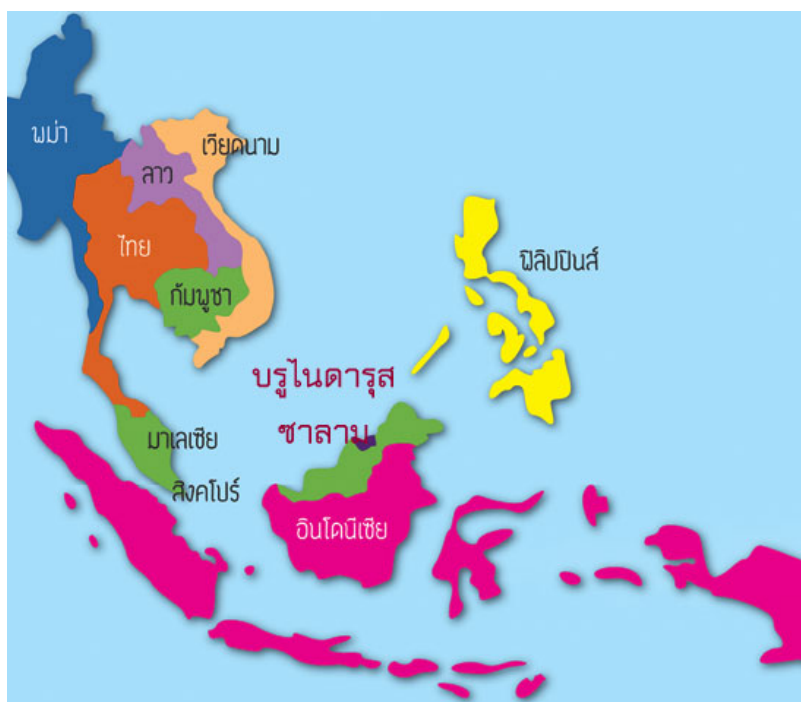 พม่า
เวียดนาม
ลาว
ไทย
ฟิลิปปินส์
กัมพูชา
บรูไนดารุส
ซาลาม
มาเลเซีย
สิงคโปร์
อินโดนีเซีย